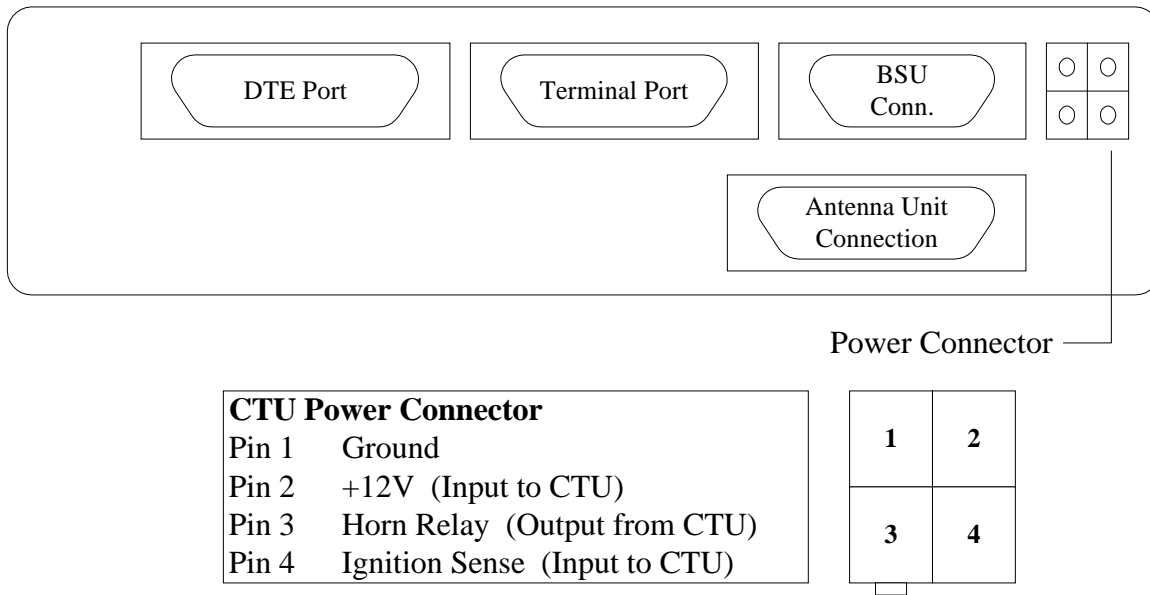 DTE Port
Terminal Port
BSU
Conn.
Antenna Unit
Connection
Power Connector
CTU Power Connector
Pin 1 Ground
Pin 2 +12V (Input to CTU)
Pin 3 Horn Relay (Output from CTU)
Pin 4 Ignition Sense (Input to CTU)
1 2
3 4